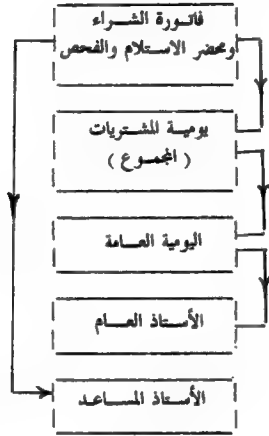 فاتورة الشراء
ومحضر الاستلام والفحص
يومية المشتريات
( المجموع )
اليومية العامة
الأستاذ العام
الأستاذ المساعد